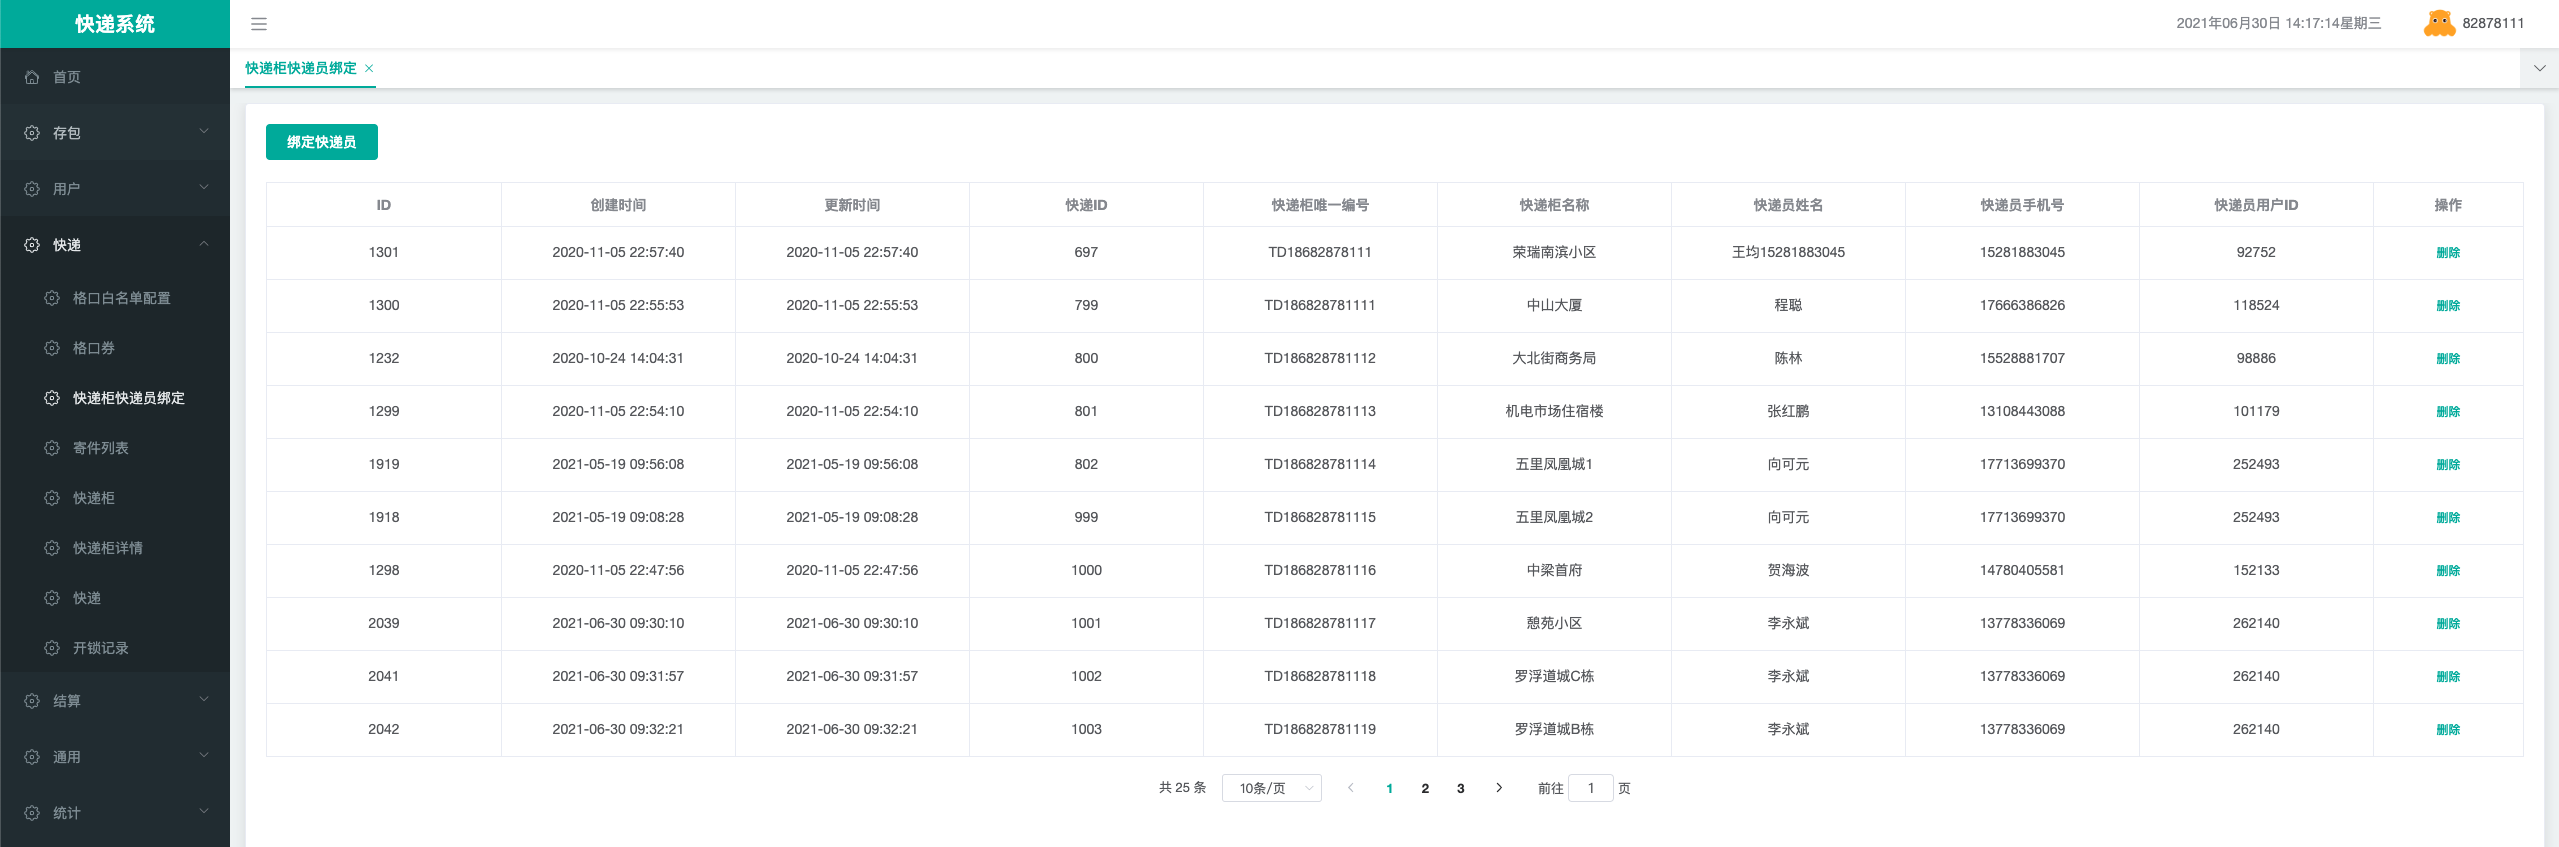 快递系统
2021年06月30日 14:17:14星期三
82878111
首页
存包
用户
快递
格口白名单配置
格口券
快递柜快递员绑定
寄件列表
快递柜
快递柜详情
快递
开锁记录
结算
通用
统计
快递柜快递员绑定
绑定快递员
ID 创建时间 更新时间 快递ID 快递柜唯一编号 快递柜名称 快递员姓名 快递员手机号 快递员用户ID 操作
1301 2020-11-05 22:57:40 2020-11-05 22:57:40 697 TD18682878111 荣瑞南滨小区 王均15281883045 15281883045 92752 删除
1300 2020-11-05 22:55:53 2020-11-05 22:55:53 799 TD186828781111 中山大厦 程聪 17666386826 118524 删除
1232 2020-10-24 14:04:31 2020-10-24 14:04:31 800 TD186828781112 大北街商务局 陈林 15528881707 98886 删除
1299 2020-11-05 22:54:10 2020-11-05 22:54:10 801 TD186828781113 机电市场住宿楼 张红鹏 13108443088 101179 删除
1919 2021-05-19 09:56:08 2021-05-19 09:56:08 802 TD186828781114 五里凤凰城1 向可元 17713699370 252493 删除
1918 2021-05-19 09:08:28 2021-05-19 09:08:28 999 TD186828781115 五里凤凰城2 向可元 17713699370 252493 删除
1298 2020-11-05 22:47:56 2020-11-05 22:47:56 1000 TD186828781116 中梁首府 贺海波 14780405581 152133 删除
2039 2021-06-30 09:30:10 2021-06-30 09:30:10 1001 TD186828781117 憩苑小区 李永斌 13778336069 262140 删除
2041 2021-06-30 09:31:57 2021-06-30 09:31:57 1002 TD186828781118 罗浮道城C栋 李永斌 13778336069 262140 删除
2042 2021-06-30 09:32:21 2021-06-30 09:32:21 1003 TD186828781119 罗浮道城B栋 李永斌 13778336069 262140 删除
共 25 条 10条/页 1 2 3 前往 1 页